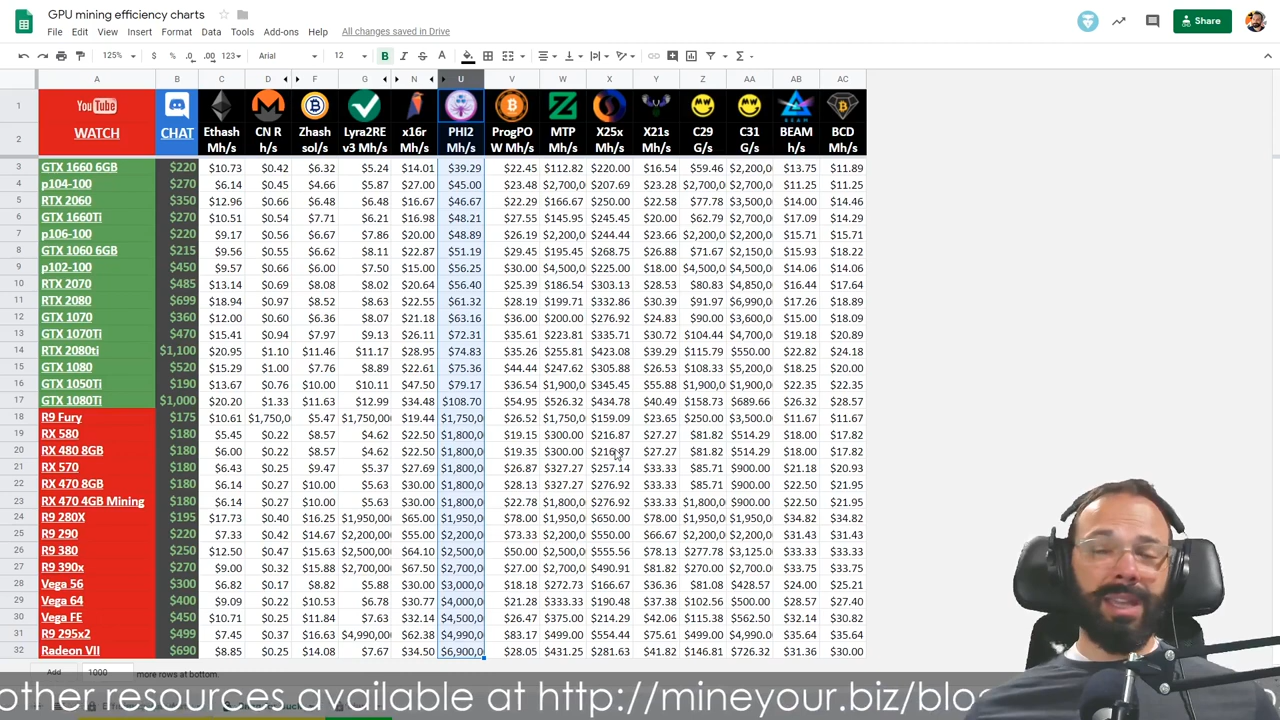 GPU mining efficiency charts
File Edit View Insert Format Data Tools Add-ons Help All changes saved in Drive
Share
125% $ % .0 .00 123 Arial 12 B I S A
A B C D F G N U V W X Y Z AA AB AC
1 YouTube
2 WATCH CHAT Ethash Mh/s CN R h/s Zhash sol/s Lyra2RE v3 Mh/s x16r Mh/s PHI2 Mh/s ProgPO W Mh/s MTP Mh/s X25x Mh/s X21s Mh/s C29 G/s C31 G/s BEAM h/s BCD Mh/s
3 GTX 1660 6GB $220 $10.73 $0.42 $6.32 $5.24 $14.01 $39.29 $22.45 $112.82 $220.00 $16.54 $59.46 $2,200,0 $13.75 $11.89
4 p104-100 $270 $6.14 $0.45 $4.66 $5.87 $27.00 $45.00 $23.48 $2,700,0 $207.69 $23.28 $2,700,0 $2,700,0 $11.25 $11.25
5 RTX 2060 $350 $12.96 $0.66 $6.48 $6.48 $16.67 $46.67 $22.29 $166.67 $250.00 $22.58 $77.78 $3,500,0 $14.00 $14.46
6 GTX 1660Ti $270 $10.51 $0.54 $7.71 $6.21 $16.98 $48.21 $27.55 $145.95 $245.45 $20.00 $62.79 $2,700,0 $17.09 $14.29
7 p106-100 $220 $9.17 $0.56 $6.67 $7.86 $20.00 $48.89 $26.19 $2,200,0 $244.44 $23.66 $2,200,0 $2,200,0 $15.71 $15.71
8 GTX 1060 6GB $215 $9.56 $0.55 $6.62 $8.11 $22.87 $51.19 $29.45 $195.45 $268.75 $26.88 $71.67 $2,150,0 $15.93 $18.22
9 p102-100 $450 $9.57 $0.66 $6.00 $7.50 $15.00 $56.25 $30.00 $4,500,0 $225.00 $18.00 $4,500,0 $4,500,0 $14.06 $14.06
10 RTX 2070 $485 $13.14 $0.69 $8.08 $8.02 $20.64 $56.40 $25.39 $186.54 $303.13 $28.53 $80.83 $4,850,0 $16.44 $17.64
11 RTX 2080 $699 $18.94 $0.97 $8.52 $8.63 $22.55 $61.32 $28.19 $199.71 $332.86 $30.39 $91.97 $6,990,0 $17.26 $18.89
12 GTX 1070 $360 $12.00 $0.60 $6.36 $8.07 $21.18 $63.16 $36.00 $200.00 $276.92 $24.83 $90.00 $3,600,0 $15.00 $18.09
13 GTX 1070Ti $470 $15.41 $0.94 $7.97 $9.13 $26.11 $72.31 $35.61 $223.81 $335.71 $30.72 $104.44 $4,700,0 $19.18 $20.89
14 RTX 2080ti $1,100 $20.95 $1.10 $11.46 $11.17 $28.95 $74.83 $35.26 $255.81 $423.08 $39.29 $115.79 $550.00 $22.82 $24.18
15 GTX 1080 $520 $15.29 $1.00 $7.76 $8.89 $22.61 $75.36 $44.44 $247.62 $305.88 $26.53 $108.33 $5,200,0 $18.25 $20.00
16 GTX 1050Ti $190 $13.67 $0.76 $10.00 $10.11 $47.50 $79.17 $36.54 $1,900,0 $345.45 $55.88 $1,900,0 $1,900,0 $22.35 $22.35
17 GTX 1080Ti $1,000 $20.20 $1.33 $11.63 $12.99 $34.48 $108.70 $54.95 $526.32 $434.78 $40.49 $158.73 $689.66 $26.32 $28.57
18 R9 Fury $175 $10.61 $1,750,0 $5.47 $1,750,00 $19.44 $1,750,0 $26.52 $1,750,0 $159.09 $23.65 $250.00 $3,500.0 $11.67 $11.67
19 RX 580 $180 $5.45 $0.22 $8.57 $4.62 $22.50 $1,800,0 $19.15 $300.00 $216.87 $27.27 $81.82 $514.29 $18.00 $17.82
20 RX 480 8GB $180 $6.00 $0.22 $8.57 $4.62 $22.50 $1,800,0 $19.35 $300.00 $216.87 $27.27 $81.82 $514.29 $18.00 $17.82
21 RX 570 $180 $6.43 $0.25 $9.47 $5.37 $27.69 $1,800,0 $26.87 $327.27 $257.14 $33.33 $85.71 $900.00 $21.18 $20.93
22 RX 470 8GB $180 $6.14 $0.27 $10.00 $5.63 $30.00 $1,800,0 $28.13 $327.27 $276.92 $33.33 $85.71 $900.00 $22.50 $21.95
23 RX 470 4GB Mining $180 $6.14 $0.27 $10.00 $5.63 $30.00 $1,800,0 $22.78 $1,800,0 $276.92 $33.33 $1,800,0 $900.00 $22.50 $21.95
24 R9 280X $195 $17.73 $0.40 $16.25 $1,950,00 $65.00 $1,950,0 $78.00 $1,950,0 $650.00 $78.00 $1,950,0 $1,950,0 $34.82 $34.82
25 R9 290 $220 $7.33 $0.42 $14.67 $2,200,00 $55.00 $2,200,0 $73.33 $2,200,0 $550.00 $66.67 $2,200,0 $2,200,0 $31.43 $31.43
26 R9 380 $250 $12.50 $0.47 $15.63 $2,500,00 $64.10 $2,500,0 $50.00 $2,500,0 $555.56 $78.13 $277.78 $3,125.0 $33.33 $33.33
27 R9 390x $270 $9.00 $0.32 $15.88 $2,700,00 $67.50 $2,700,0 $27.00 $2,700,0 $490.91 $81.82 $270.00 $2,700,0 $33.75 $33.75
28 Vega 56 $300 $6.82 $0.17 $8.82 $5.88 $30.00 $3,000,0 $18.18 $272.73 $166.67 $36.36 $81.08 $428.57 $24.00 $25.21
29 Vega 64 $400 $9.09 $0.22 $10.53 $6.78 $30.77 $4,000,0 $21.28 $333.33 $190.48 $37.38 $102.56 $500.00 $28.57 $27.40
30 Vega FE $450 $10.71 $0.25 $11.84 $7.63 $32.14 $4,500,0 $26.47 $375.00 $214.29 $42.06 $115.38 $562.50 $32.14 $30.82
31 R9 295x2 $499 $7.45 $0.37 $16.63 $4,990,00 $62.38 $4,990,0 $83.17 $499.00 $554.44 $75.61 $499.00 $4,990.0 $35.64 $35.64
32 Radeon VII $690 $8.85 $0.25 $14.08 $7.67 $34.50 $6,900,0 $28.05 $431.25 $281.63 $41.82 $146.81 $726.32 $31.36 $30.00
Add 1000 more rows at bottom.
other resources available at http://mineyour.biz/blo